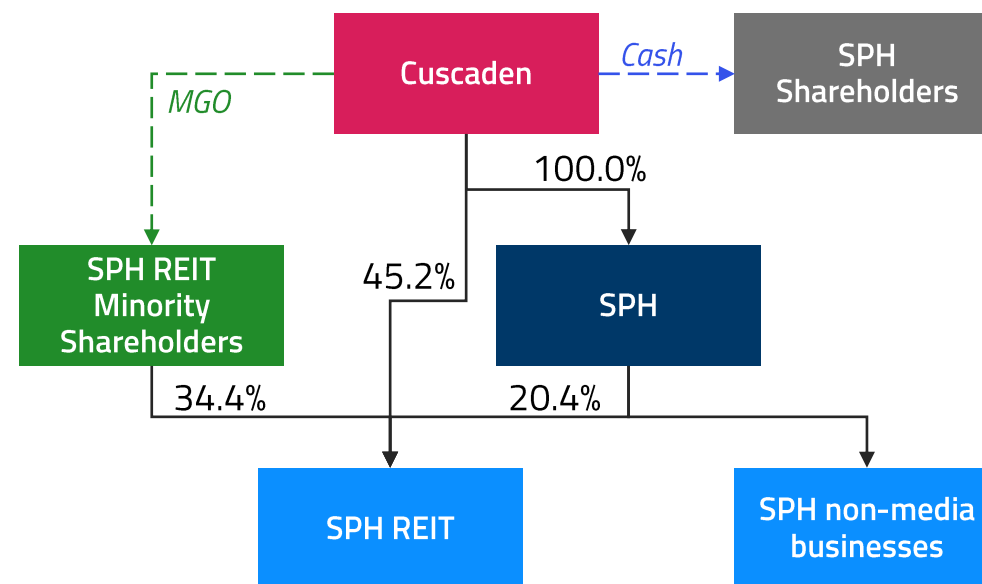 Cuscaden
Cash
SPH
Shareholders
MGO
100.0%
45.2%
SPH REIT
Minority
Shareholders
SPH
34.4%
20.4%
SPH REIT
SPH non-media
businesses